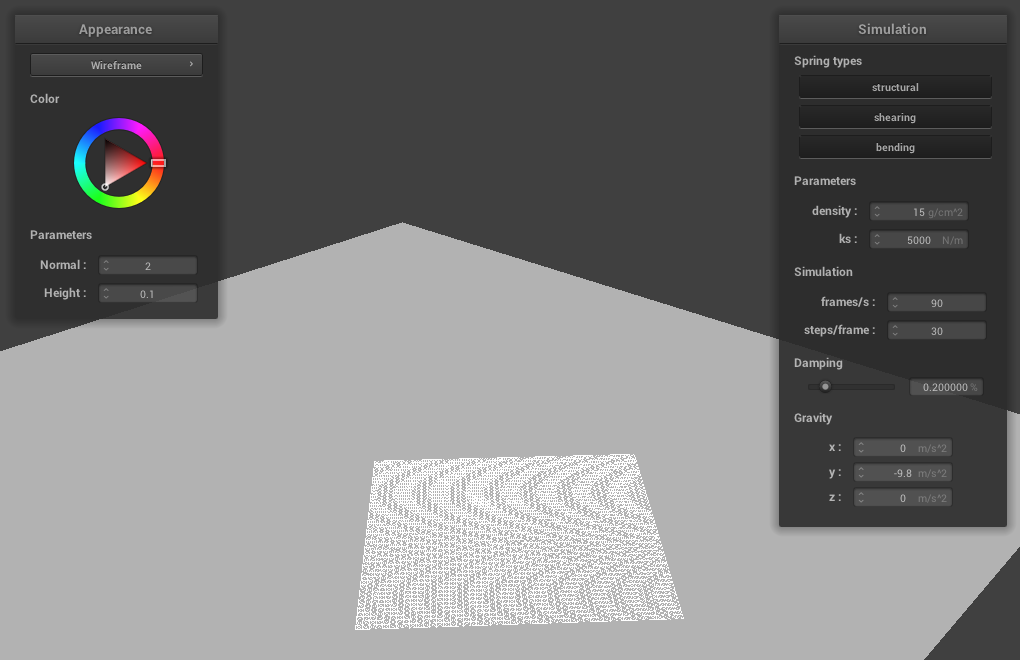 Appearance
Wireframe
Color
Parameters
Normal : 2
Height : 0.1
Simulation
Spring types
structural
shearing
bending
Parameters
density : 15 g/cm^2
ks : 5000 N/m
Simulation
frames/s : 90
steps/frame : 30
Damping
0.200000 %
Gravity
x : 0 m/s^2
y : -9.8 m/s^2
z : 0 m/s^2